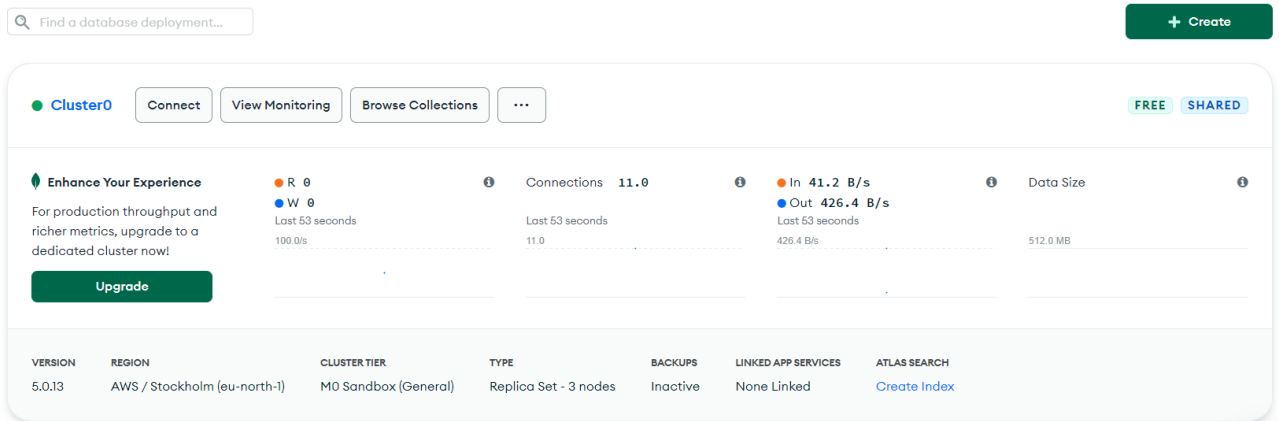 Find a database deployment...
+ Create
Cluster0
Connect
View Monitoring
Browse Collections
...
FREE
SHARED
Enhance Your Experience
For production throughput and
richer metrics, upgrade to a
dedicated cluster now!
Upgrade
R 0
W 0
Last 53 seconds
100.0/s
Connections 11.0
Last 53 seconds
11.0
In 41.2 B/s
Out 426.4 B/s
Last 53 seconds
426.4 B/s
Data Size
512.0 MB
VERSION
5.0.13
REGION
AWS / Stockholm (eu-north-1)
CLUSTER TIER
M0 Sandbox (General)
TYPE
Replica Set - 3 nodes
BACKUPS
Inactive
LINKED APP SERVICES
None Linked
ATLAS SEARCH
Create Index